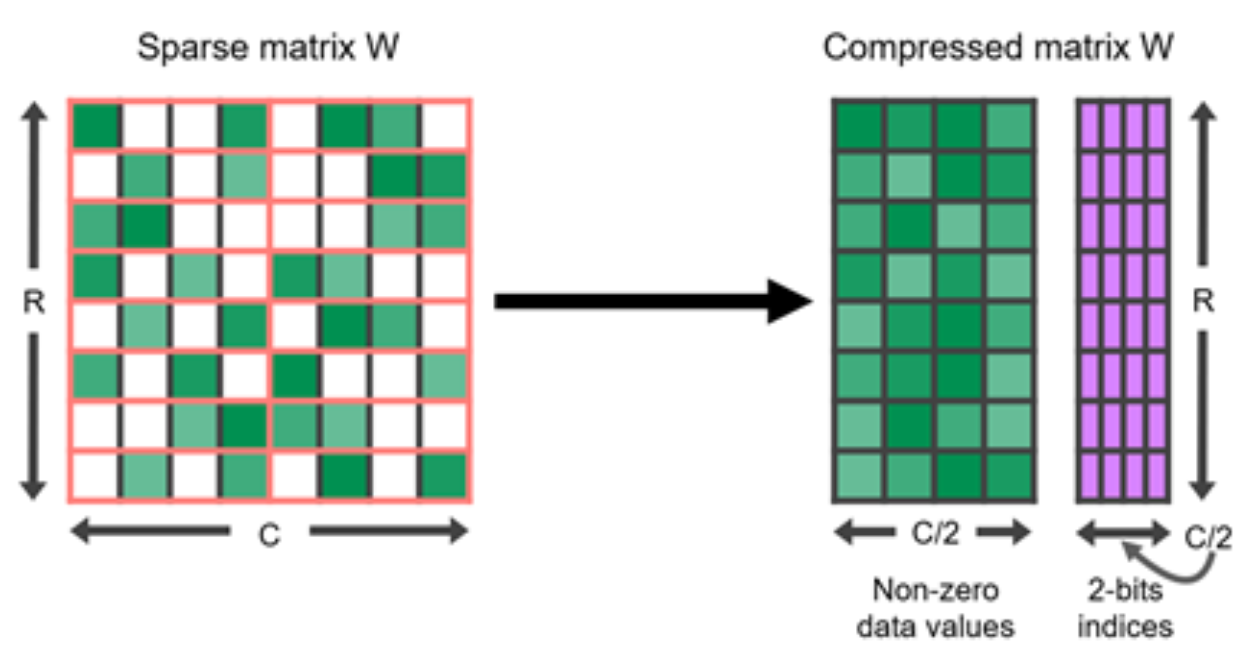 Sparse matrix W
Compressed matrix W
R
R
C
C/2
C/2
Non-zero
data values
2-bits
indices